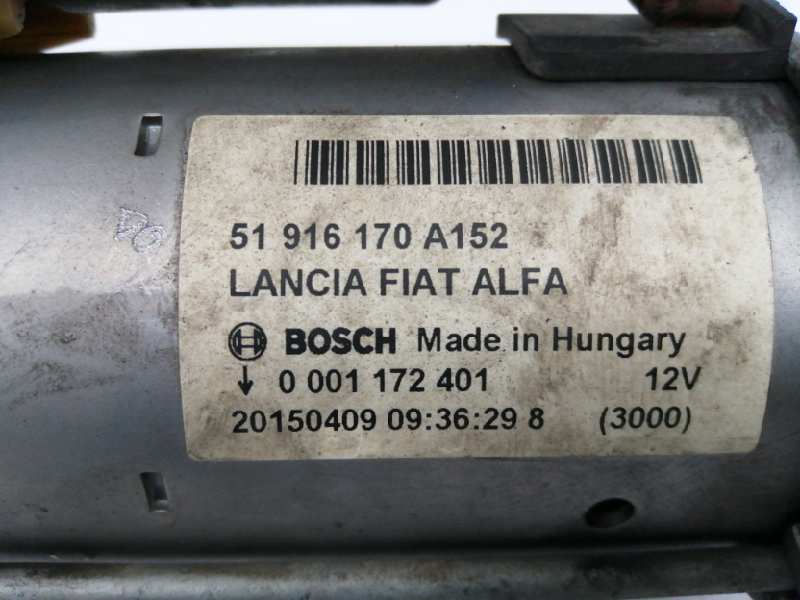 51 916 170 A152
LANCIA FIAT ALFA
BOSCH Made in Hungary
↓ 0 001 172 401 12V
20150409 09:36:29 8 (3000)